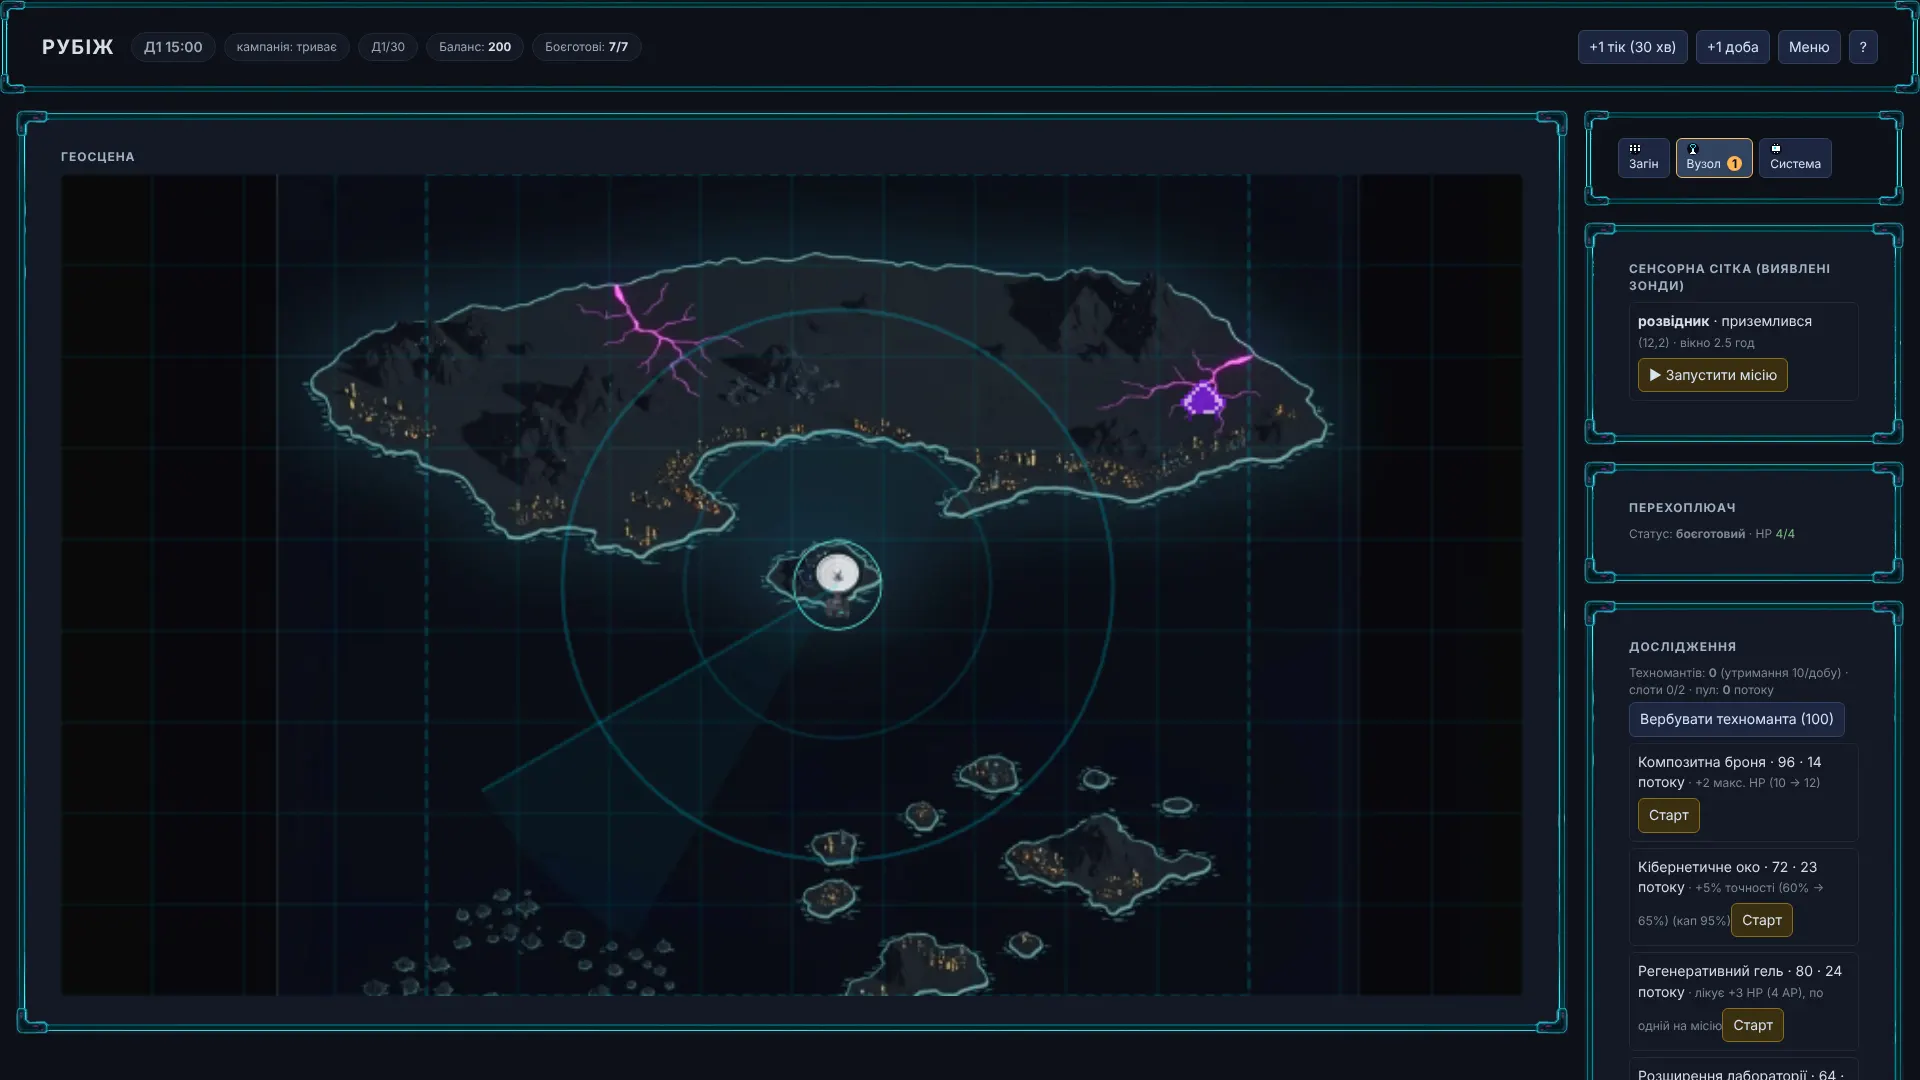 РУБІЖ
Д1 15:00
кампанія: триває
Д1/30
Баланс: 200
Боєготові: 7/7
+1 тік (30 хв)
+1 доба
Меню
?
ГЕОСЦЕНА
Загін
Вузол 1
Система
СЕНСОРНА СІТКА (ВИЯВЛЕНІ
ЗОНДИ)
розвідник · приземлився
(12,2) · вікно 2.5 год
▶ Запустити місію
ПЕРЕХОПЛЮАЧ
Статус: боєготовий · HP 4/4
ДОСЛІДЖЕННЯ
Техномантів: 0 (утримання 10/добу) ·
слоти 0/2 · пул: 0 потоку
Вербувати техноманта (100)
Композитна броня · 96 · 14
потоку · +2 макс. HP (10 → 12)
Старт
Кібернетичне око · 72 · 23
потоку · +5% точності (60% →
65%) (кап 95%) Старт
Регенеративний гель · 80 · 24
потоку · лікує +3 HP (4 AP), по
одній на місію Старт
Розширення лабораторії · 64 ·